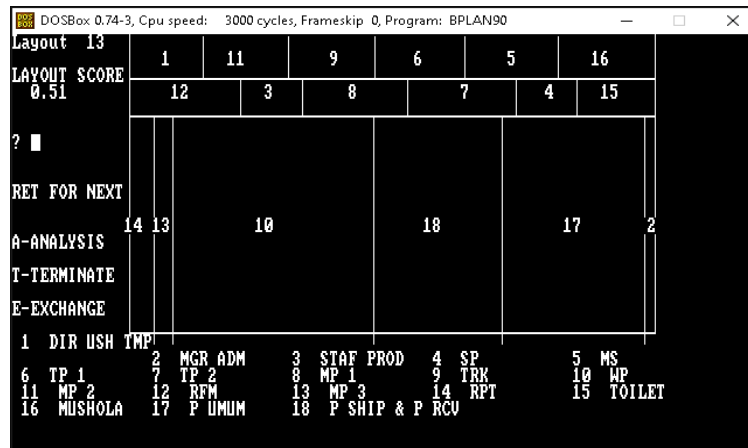 DOSBox 0.74-3, Cpu speed: 3000 cycles, Frameskip 0, Program: BPLAN90
Layout 13
1 11 9 6 5 16
LAYOUT SCORE
0.51
12 3 8 7 4 15
? 
RET FOR NEXT
14 13 10 18 17 2
A-ANALYSIS
T-TERMINATE
E-EXCHANGE
1 DIR USH TMP
2 MGR ADM 3 STAF PROD 4 SP 5 MS
6 TP 1 7 TP 2 8 MP 1 9 TRK 10 WP
11 MP 2 12 RFM 13 MP 3 14 RPT 15 TOILET
16 MUSHOLA 17 P UMUM 18 P SHIP & P RCV